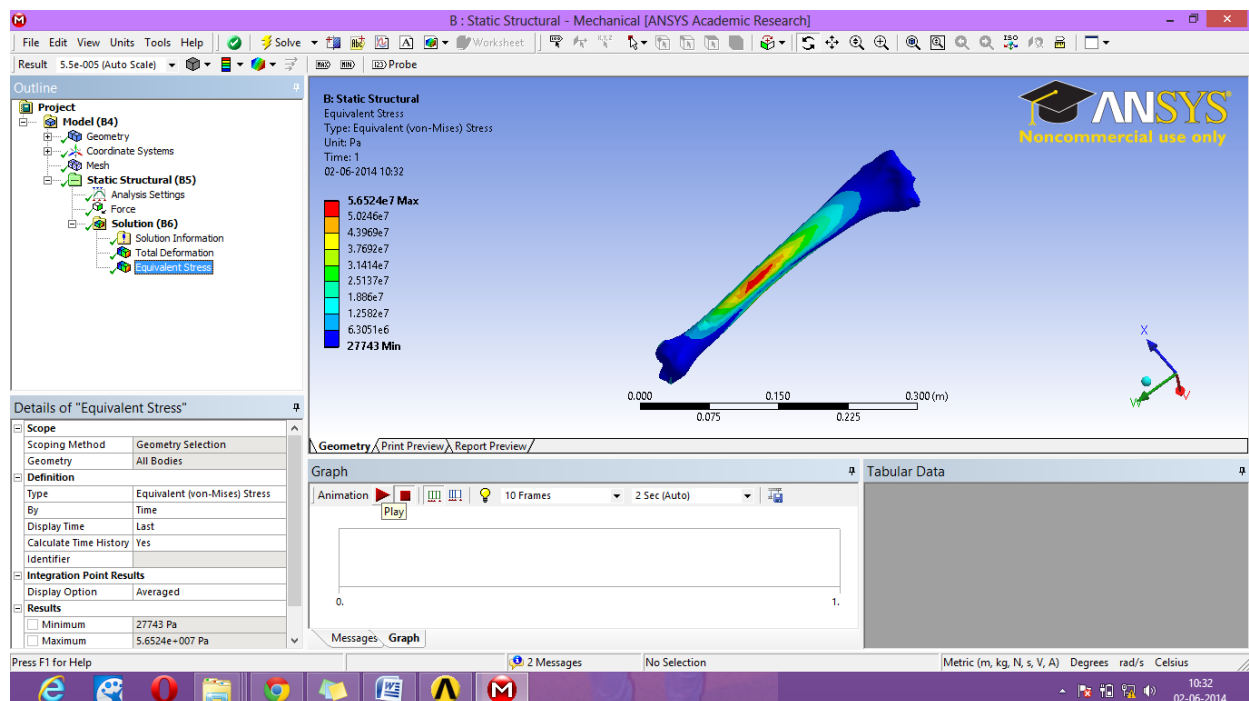 B : Static Structural - Mechanical [ANSYS Academic Research]
File Edit View Units Tools Help Solve Worksheet
Result 5.5e-005 (Auto Scale) MAX MIN Probe
Outline
Project
Model (B4)
Geometry
Coordinate Systems
Mesh
Static Structural (B5)
Analysis Settings
Force
Solution (B6)
Solution Information
Total Deformation
Equivalent Stress
B: Static Structural
Equivalent Stress
Type: Equivalent (von-Mises) Stress
Unit: Pa
Time: 1
02-06-2014 10:32
5.6524e7 Max
5.0246e7
4.3969e7
3.7692e7
3.1414e7
2.5137e7
1.886e7
1.2582e7
6.3051e6
27743 Min
ANSYS
Noncommercial use only
X
0.000 0.150 0.300 (m)
0.075 0.225
Geometry Print Preview Report Preview
Details of "Equivalent Stress"
Scope
Scoping Method Geometry Selection
Geometry All Bodies
Definition
Type Equivalent (von-Mises) Stress
By Time
Display Time Last
Calculate Time History Yes
Identifier
Integration Point Results
Display Option Averaged
Results
Minimum 27743 Pa
Maximum 5.6524e+007 Pa
Graph
Animation 10 Frames 2 Sec (Auto)
Play
0. 1.
Messages Graph
Tabular Data
Press F1 for Help 2 Messages No Selection Metric (m, kg, N, s, V, A) Degrees rad/s Celsius
10:32
02-06-2014